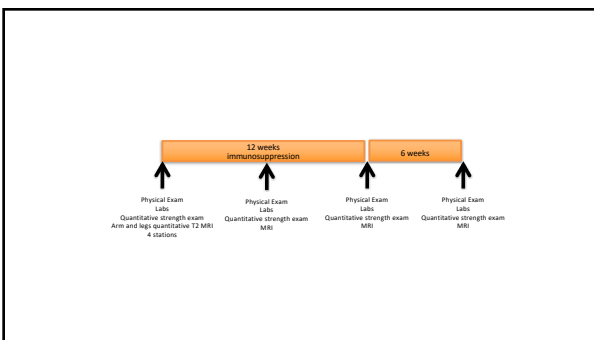 12 weeks
immunosuppression
6 weeks
Physical Exam
Labs
Quantitative strength exam
Arm and legs quantitative T2 MRI
4 stations
Physical Exam
Labs
Quantitative strength exam
MRI
Physical Exam
Labs
Quantitative strength exam
MRI
Physical Exam
Labs
Quantitative strength exam
MRI